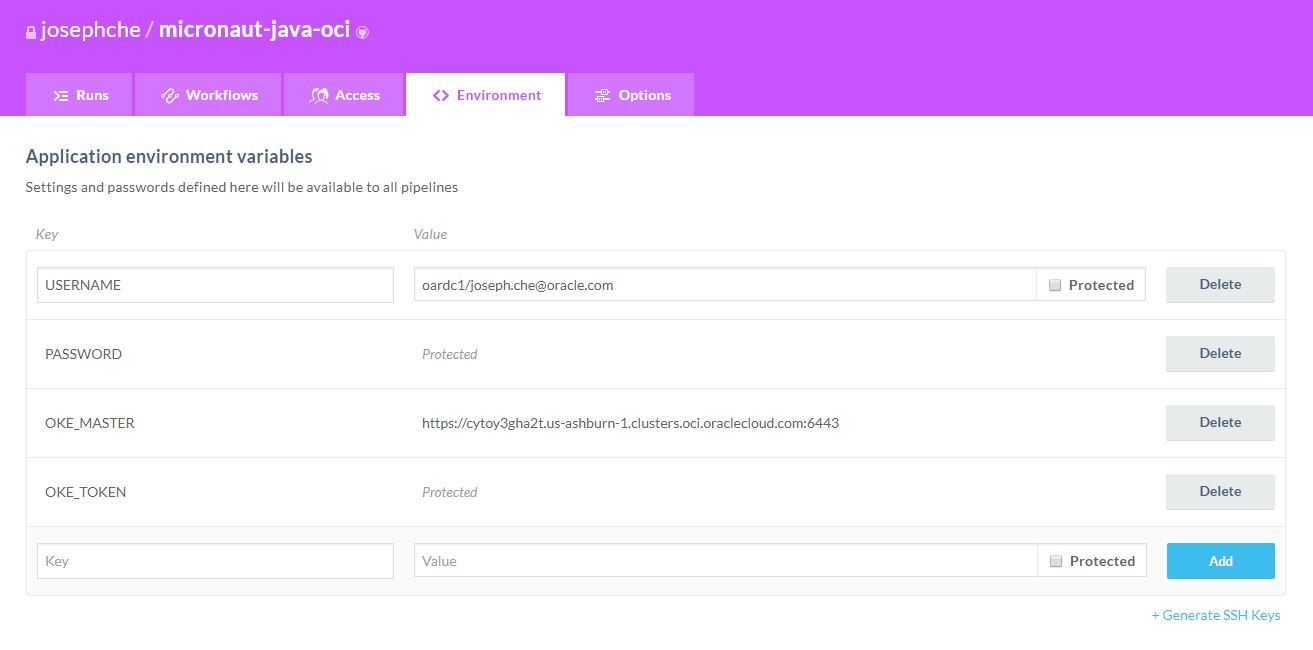 josephche / micronaut-java-oci
Runs Workflows Access Environment Options
Application environment variables
Settings and passwords defined here will be available to all pipelines
Key Value
USERNAME oardc1/joseph.che@oracle.com Protected Delete
PASSWORD Protected Delete
OKE_MASTER https://cytoy3gha2t.us-ashburn-1.clusters.oci.oraclecloud.com:6443 Delete
OKE_TOKEN Protected Delete
Key Value Protected Add
+ Generate SSH Keys